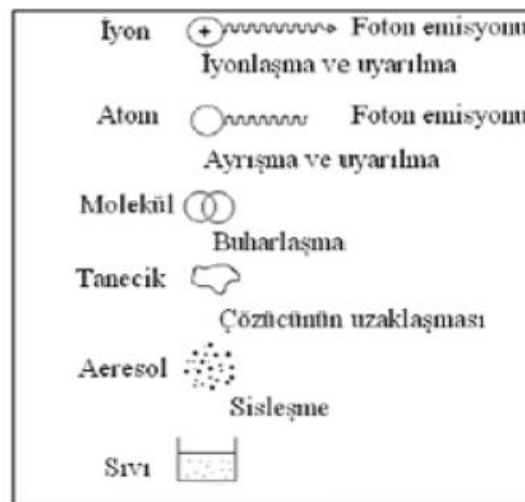 İyon + Foton emisyonu
İyonlaşma ve uyarılma
Atom Foton emisyonu
Ayrışma ve uyarılma
Molekül
Buharlaşma
Tanecik
Çözücünün uzaklaşması
Aeresol
Sisleşme
Sıvı